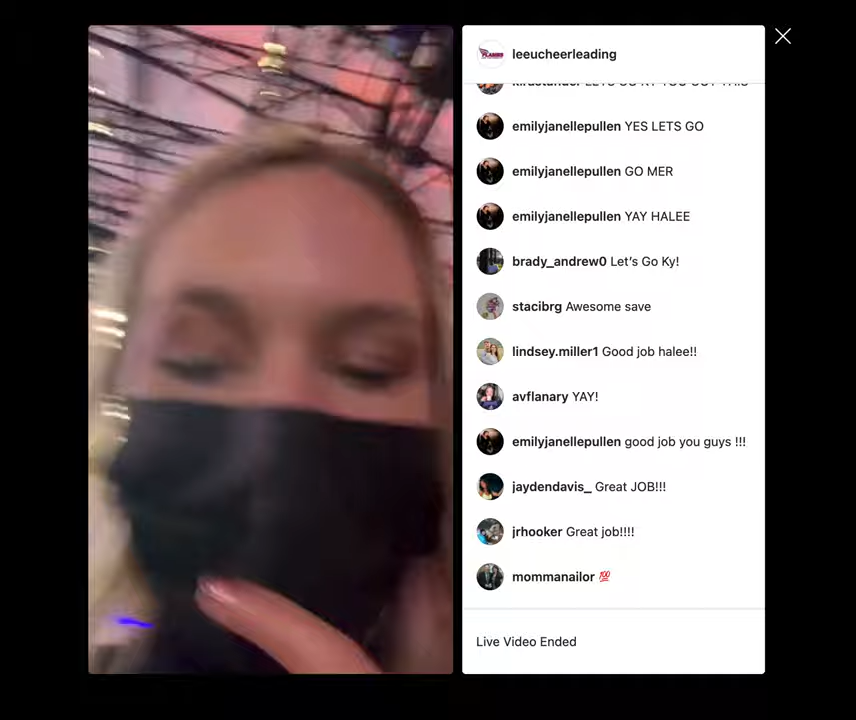 leeucheerleading
emilyjanellepullen YES LETS GO
emilyjanellepullen GO MER
emilyjanellepullen YAY HALEE
brady_andrew0 Let's Go Ky!
stacibrg Awesome save
lindsey.miller1 Good job halee!!
avflanary YAY!
emilyjanellepullen good job you guys !!!
jaydendavis_ Great JOB!!!
jrhooker Great job!!!!
mommanailor 💯
Live Video Ended